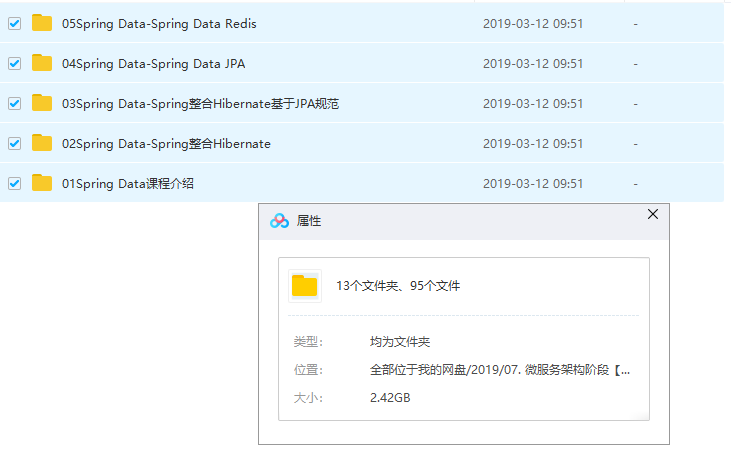 05Spring Data-Spring Data Redis 2019-03-12 09:51 -
04Spring Data-Spring Data JPA 2019-03-12 09:51 -
03Spring Data-Spring整合Hibernate基于JPA规范 2019-03-12 09:51 -
02Spring Data-Spring整合Hibernate 2019-03-12 09:51 -
01Spring Data课程介绍 2019-03-12 09:51 -
属性
13个文件夹、95个文件
类型： 均为文件夹
位置： 全部位于我的网盘/2019/07. 微服务架构阶段【...
大小： 2.42GB